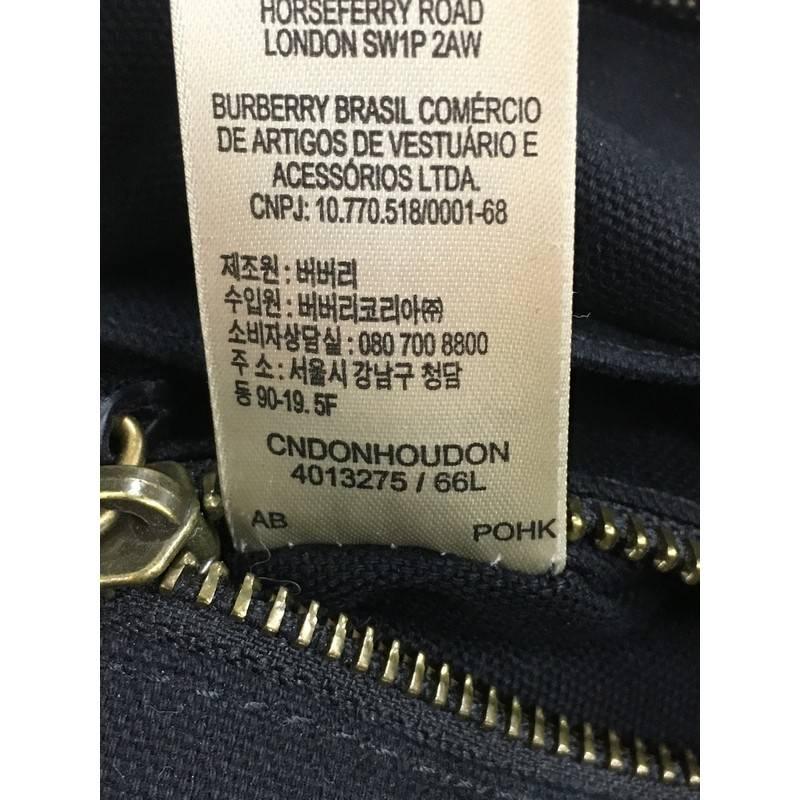 HORSEFERRY ROAD
LONDON SW1P 2AW
BURBERRY BRASIL COMÉRCIO
DE ARTIGOS DE VESTUÁRIO E
ACESSÓRIOS LTDA.
CNPJ: 10.770.518/0001-68
제조원 : 버버리
수입원 : 버버리코리아㈜
소비자상담실 : 080 700 8800
주 소 : 서울시 강남구 청담
동 90-19. 5F
CNDONHOUDON
4013275 / 66L
AB POHK